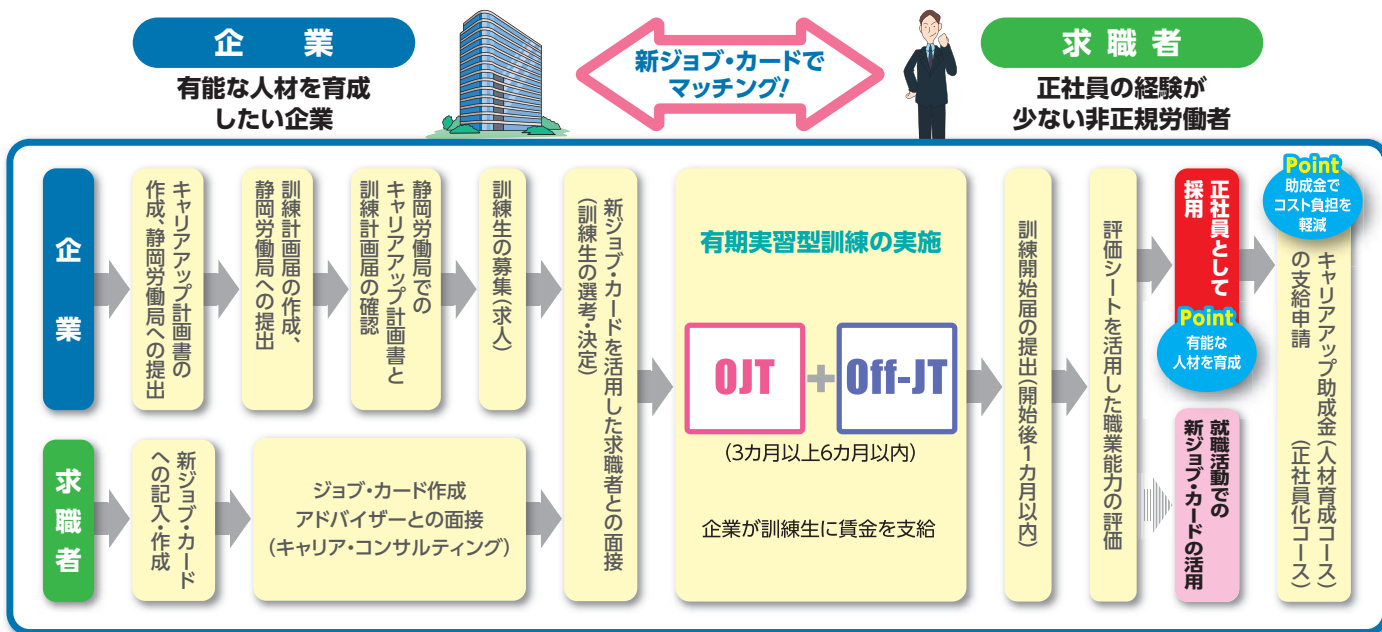 企業
有能な人材を育成
したい企業
新ジョブ・カードで
マッチング!
求職者
正社員の経験が
少ない非正規労働者
企業
キャリアアップ計画書の
作成、静岡労働局への提出
訓練計画届の作成、
静岡労働局への提出
静岡労働局での
キャリアアップ計画書と
訓練計画届の確認
訓練生の募集(求人)
求職者
新ジョブ・カード
への記入・作成
ジョブ・カード作成
アドバイザーとの面接
(キャリア・コンサルティング)
新ジョブ・カードを活用した求職者との面接
(訓練生の選考・決定)
有期実習型訓練の実施
OJT
+
Off-JT
(3カ月以上6カ月以内)
企業が訓練生に賃金を支給
訓練開始届の提出(開始後1カ月以内)
評価シートを活用した職業能力の評価
正社員として
採用
Point
有能な
人材を育成
就職活動での
新ジョブ・カードの活用
Point
助成金で
コスト負担を
軽減
キャリアアップ助成金(人材育成コース)
(正社員化コース)
の支給申請